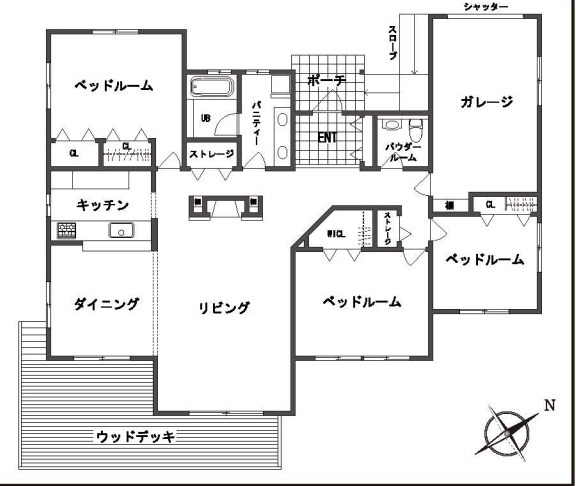 シャッター
スロープ
ベッドルーム
ポーチ
ガレージ
UB
バニティー
ENT
パウダー
ルーム
CL
CL
ストレージ
キッチン
棚
CL
WICL
ストレージ
ベッドルーム
ダイニング
リビング
ベッドルーム
N
ウッドデッキ